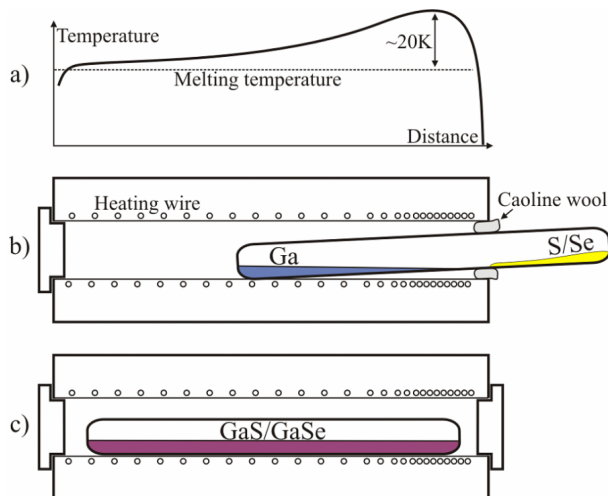 Temperature
~20K
a)
Melting temperature
Distance
Caoline wool
Heating wire
b)
Ga
S/Se
c)
GaS/GaSe